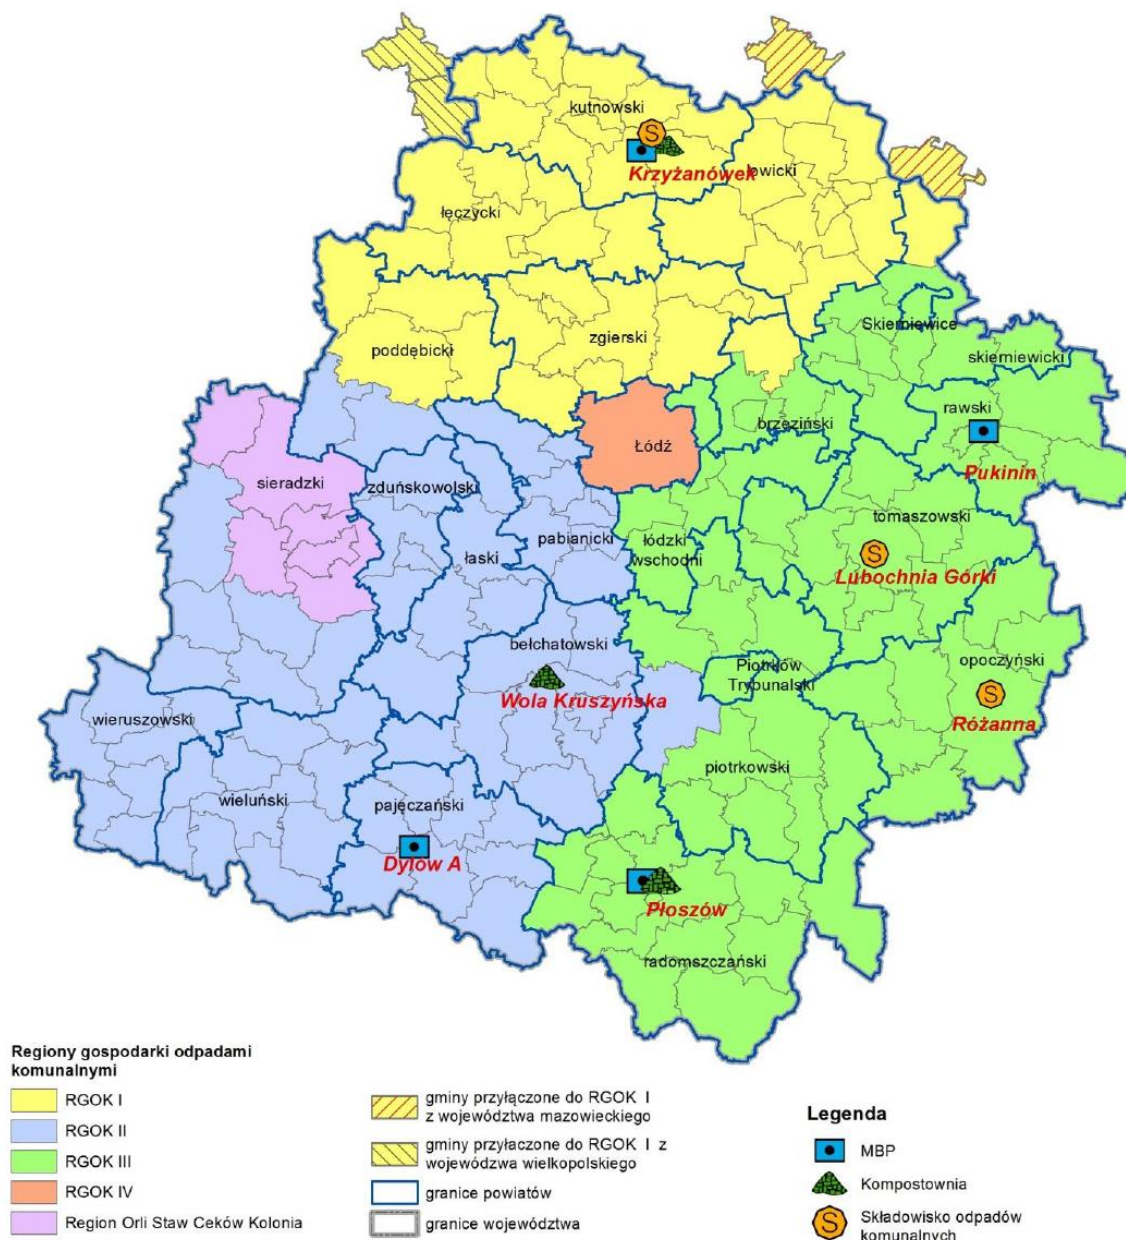 kutnowski
S
Krzyżanówek
łowicki
łęczycki
Skierniewice
skierniewicki
poddębicki
zgierski
rawski
brzeziński
Łódź
Pukinin
sieradzki
zduńskowolski
tomaszowski
łaski
pabianicki
łódzki
wschodni
S
Lubochnia Górki
bełchatowski
opoczyński
Piotrków
Trybunalski
S
Wola Kruszyńska
Różanna
wieruszowski
piotrkowski
wieluński
pajęczański
Dylów A
Płoszów
radomszczański
Regiony gospodarki odpadami
komunalnymi
RGOK I
RGOK II
RGOK III
RGOK IV
Region Orli Staw Ceków Kolonia
gminy przyłączone do RGOK I
z województwa mazowieckiego
gminy przyłaczone do RGOK I z
wojewódzwa wielkopolskiego
granice powiatów
granice województwa
Legenda
MBP
Kompostownia
S
Składowisko odpadów
komunalnych